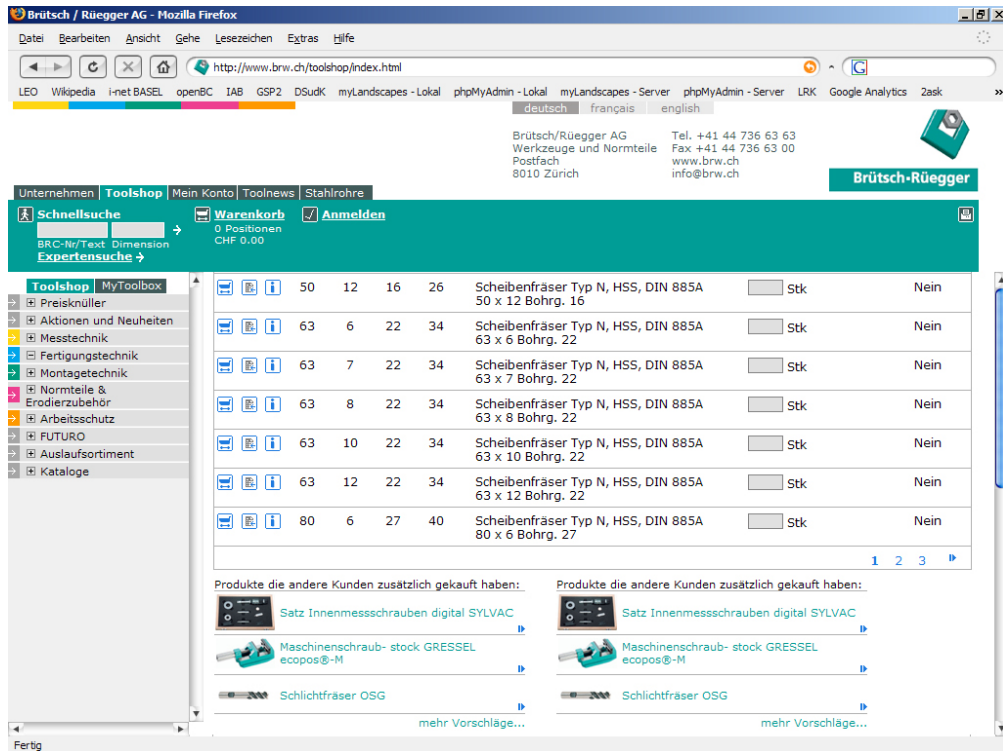 Brütsch / Rüegger AG - Mozilla Firefox
Datei Bearbeiten Ansicht Gehe Lesezeichen Extras Hilfe
http://www.brw.ch/toolshop/index.html
G
LEO Wikipedia i-net BASEL openBC IAB GSP2 DSudK myLandscapes - Lokal phpMyAdmin - Lokal myLandscapes - Server phpMyAdmin - Server LRK Google Analytics 2ask »
deutsch français english
Brütsch/Rüegger AG Tel. +41 44 736 63 63
Werkzeuge und Normteile Fax +41 44 736 63 00
Postfach www.brw.ch
8010 Zürich info@brw.ch
Brütsch-Rüegger
Unternehmen Toolshop Mein Konto Toolnews Stahlrohre
Schnellsuche Warenkorb Anmelden
0 Positionen
CHF 0.00
BRC-Nr/Text Dimension
Expertensuche
Toolshop MyToolbox
Preisknüller
Aktionen und Neuheiten
Messtechnik
Fertigungstechnik
Montagetechnik
Normteile &
Erodierzubehör
Arbeitsschutz
FUTURO
Auslaufsortiment
Kataloge
50 12 16 26 Scheibenfräser Typ N, HSS, DIN 885A Stk Nein
50 x 12 Bohrg. 16
63 6 22 34 Scheibenfräser Typ N, HSS, DIN 885A Stk Nein
63 x 6 Bohrg. 22
63 7 22 34 Scheibenfräser Typ N, HSS, DIN 885A Stk Nein
63 x 7 Bohrg. 22
63 8 22 34 Scheibenfräser Typ N, HSS, DIN 885A Stk Nein
63 x 8 Bohrg. 22
63 10 22 34 Scheibenfräser Typ N, HSS, DIN 885A Stk Nein
63 x 10 Bohrg. 22
63 12 22 34 Scheibenfräser Typ N, HSS, DIN 885A Stk Nein
63 x 12 Bohrg. 22
80 6 27 40 Scheibenfräser Typ N, HSS, DIN 885A Stk Nein
80 x 6 Bohrg. 27
1 2 3
Produkte die andere Kunden zusätzlich gekauft haben: Produkte die andere Kunden zusätzlich gekauft haben:
Satz Innenmessschrauben digital SYLVAC Satz Innenmessschrauben digital SYLVAC
Maschinenschraub- stock GRESSEL Maschinenschraub- stock GRESSEL
ecopos®-M ecopos®-M
Schlichtfräser OSG Schlichtfräser OSG
mehr Vorschläge... mehr Vorschläge...
Fertig